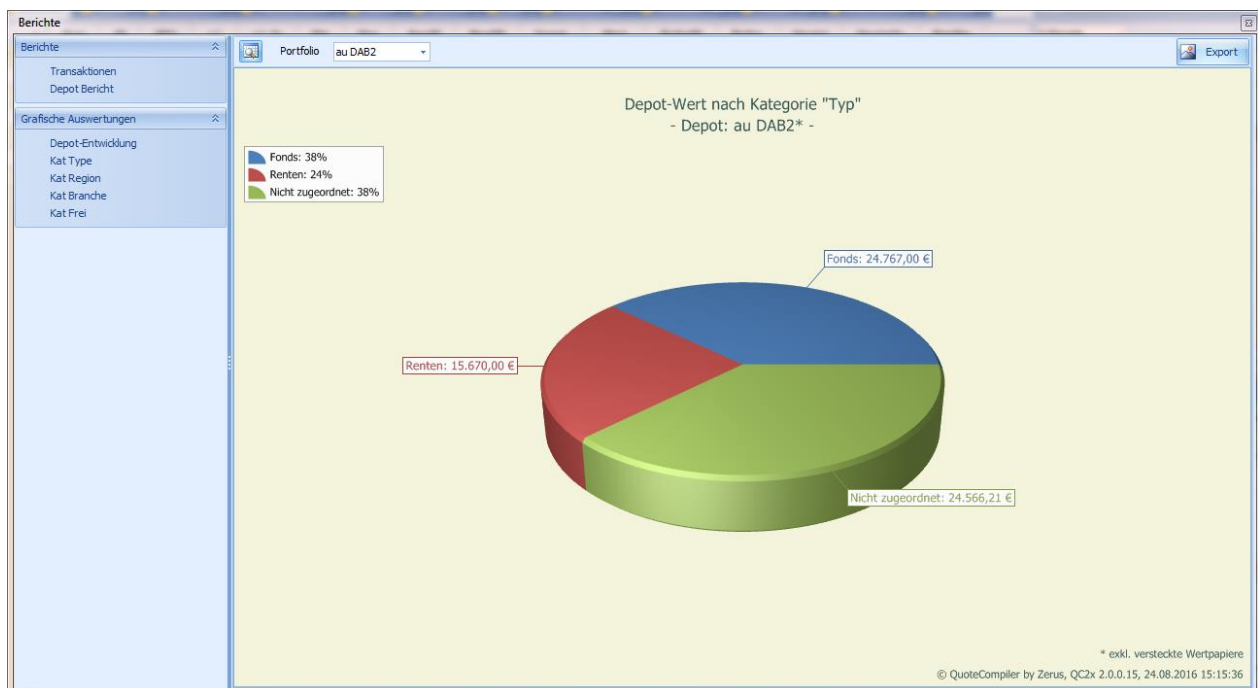 Berichte
Berichte
Transaktionen
Depot Bericht
Grafische Auswertungen
Depot-Entwicklung
Kat Type
Kat Region
Kat Branche
Kat Frei
Portfolio au DAB2
Export
Depot-Wert nach Kategorie "Typ"
- Depot: au DAB2* -
Fonds: 38%
Renten: 24%
Nicht zugeordnet: 38%
Fonds: 24.767,00 €
Renten: 15.670,00 €
Nicht zugeordnet: 24.566,21 €
* exkl. versteckte Wertpapiere
© QuoteCompiler by Zerus, QC2x 2.0.0.15, 24.08.2016 15:15:36